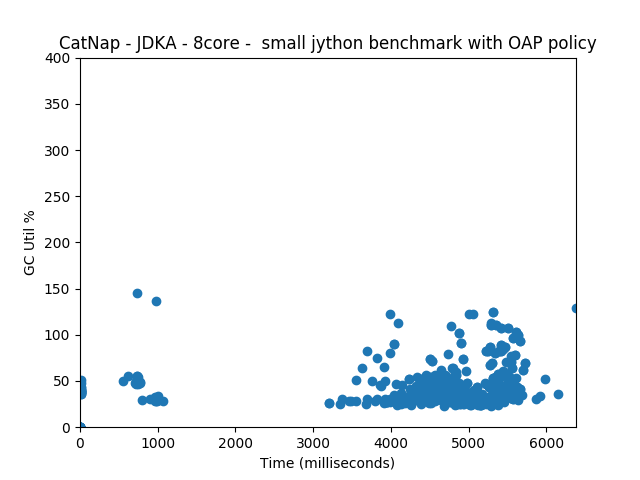 CatNap - JDKA - 8core -  small jython benchmark with OAP policy
400
350
300
250
200
150
100
50
0
GC Util %
0 1000 2000 3000 4000 5000 6000
Time (milliseconds)